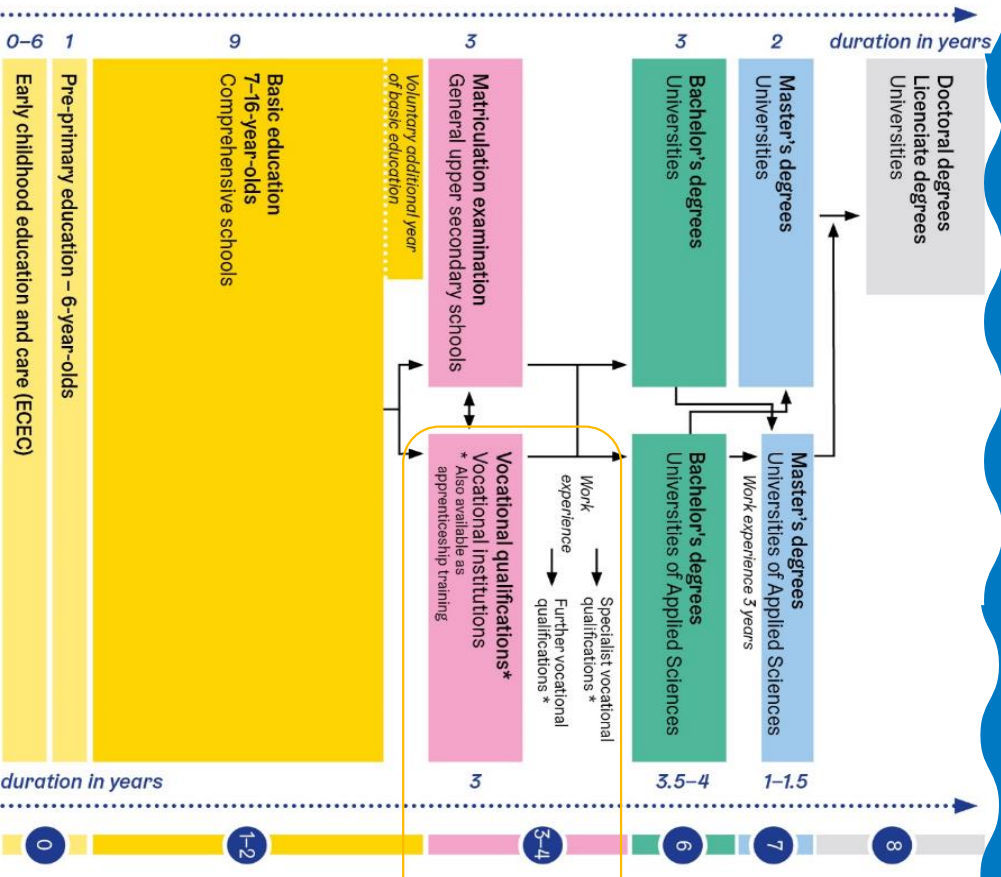 0–6
1
9
3
3
2
duration in years
Early childhood education and care (ECEC)
Pre-primary education – 6-year-olds
Basic education
7–16-year-olds
Comprehensive schools
Voluntary additional year
of basic education
Matriculation examination
General upper secondary schools
Bachelor's degrees
Universities
Master's degrees
Universities
Doctoral degrees
Licenciate degrees
Universities
Vocational qualifications*
Vocational institutions
* Also available as
apprenticeship training
Work
experience
Specialist vocational
qualifications *
Further vocational
qualifications *
Bachelor's degrees
Universities of Applied Sciences
Work experience 3 years
Master's degrees
Universities of Applied Sciences
duration in years
3
3.5–4
1–1.5
0
1–2
3–4
6
7
8